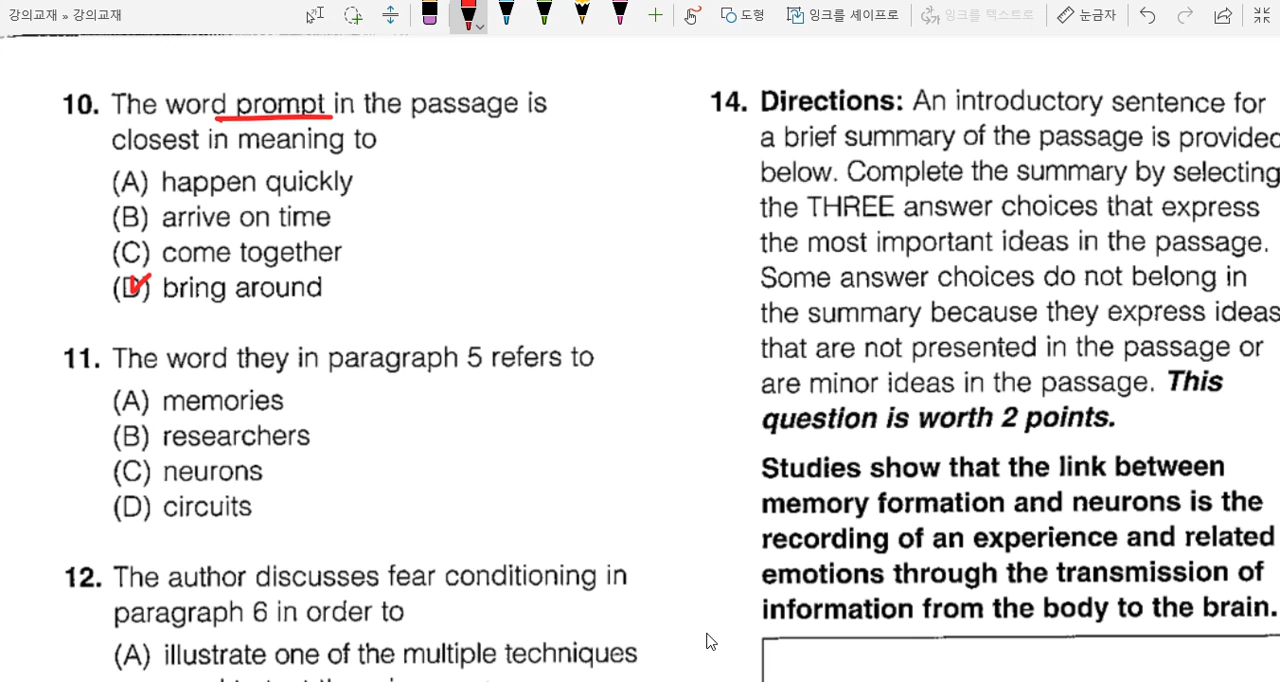 강의교재 » 강의교재
도형
잉크를 셰이프로
잉크를 텍스트로
눈금자
10. The word prompt in the passage is
closest in meaning to
(A) happen quickly
(B) arrive on time
(C) come together
(D) bring around
11. The word they in paragraph 5 refers to
(A) memories
(B) researchers
(C) neurons
(D) circuits
12. The author discusses fear conditioning in
paragraph 6 in order to
(A) illustrate one of the multiple techniques
14. Directions: An introductory sentence for
a brief summary of the passage is provided
below. Complete the summary by selecting
the THREE answer choices that express
the most important ideas in the passage.
Some answer choices do not belong in
the summary because they express ideas
that are not presented in the passage or
are minor ideas in the passage. This
question is worth 2 points.
Studies show that the link between
memory formation and neurons is the
recording of an experience and related
emotions through the transmission of
information from the body to the brain.